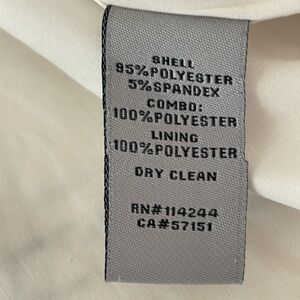 SHELL
95%POLYESTER
5%SPANDEX
COMBO:
100%POLYESTER
LINING
100%POLYESTER
DRY CLEAN
RN#114244
CA#57151